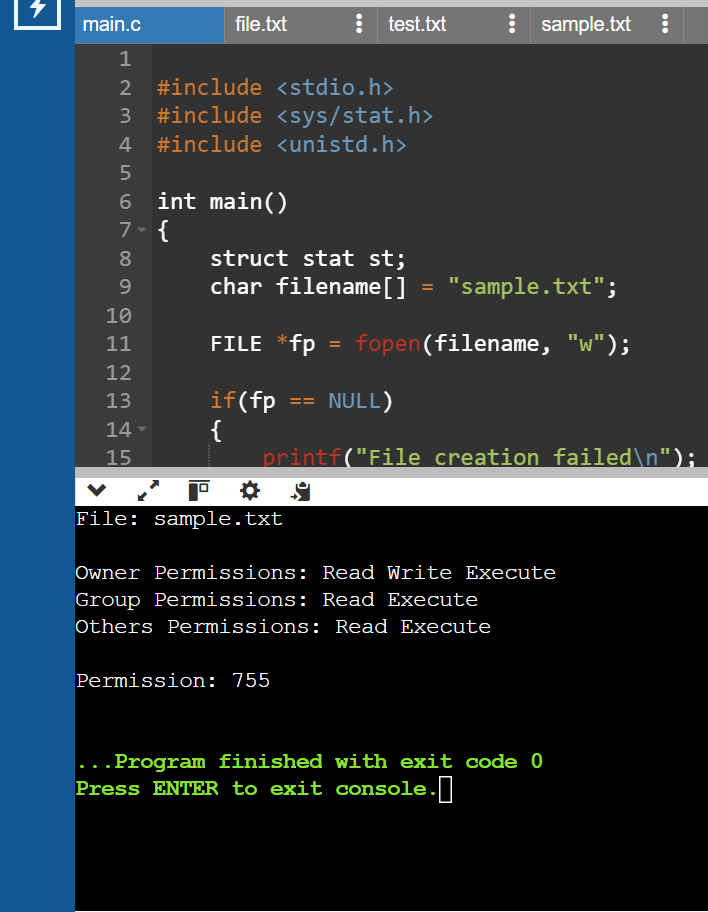 main.c file.txt test.txt sample.txt
1
2 #include <stdio.h>
3 #include <sys/stat.h>
4 #include <unistd.h>
5
6 int main()
7 {
8     struct stat st;
9     char filename[] = "sample.txt";
10
11     FILE *fp = fopen(filename, "w");
12
13     if(fp == NULL)
14     {
15         printf("File creation failed\n");
File: sample.txt
Owner Permissions: Read Write Execute
Group Permissions: Read Execute
Others Permissions: Read Execute
Permission: 755
...Program finished with exit code 0
Press ENTER to exit console.